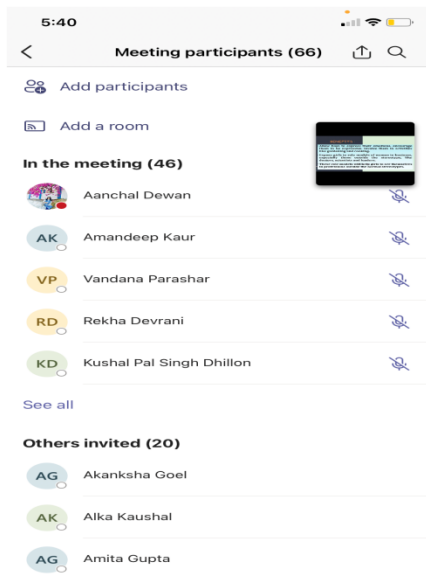 5:40
Meeting participants (66)
Add participants
Add a room
In the meeting (46)
Aanchal Dewan
AK Amandeep Kaur
VP Vandana Parashar
RD Rekha Devrani
KD Kushal Pal Singh Dhillon
See all
Others invited (20)
AG Akanksha Goel
AK Alka Kaushal
AG Amita Gupta